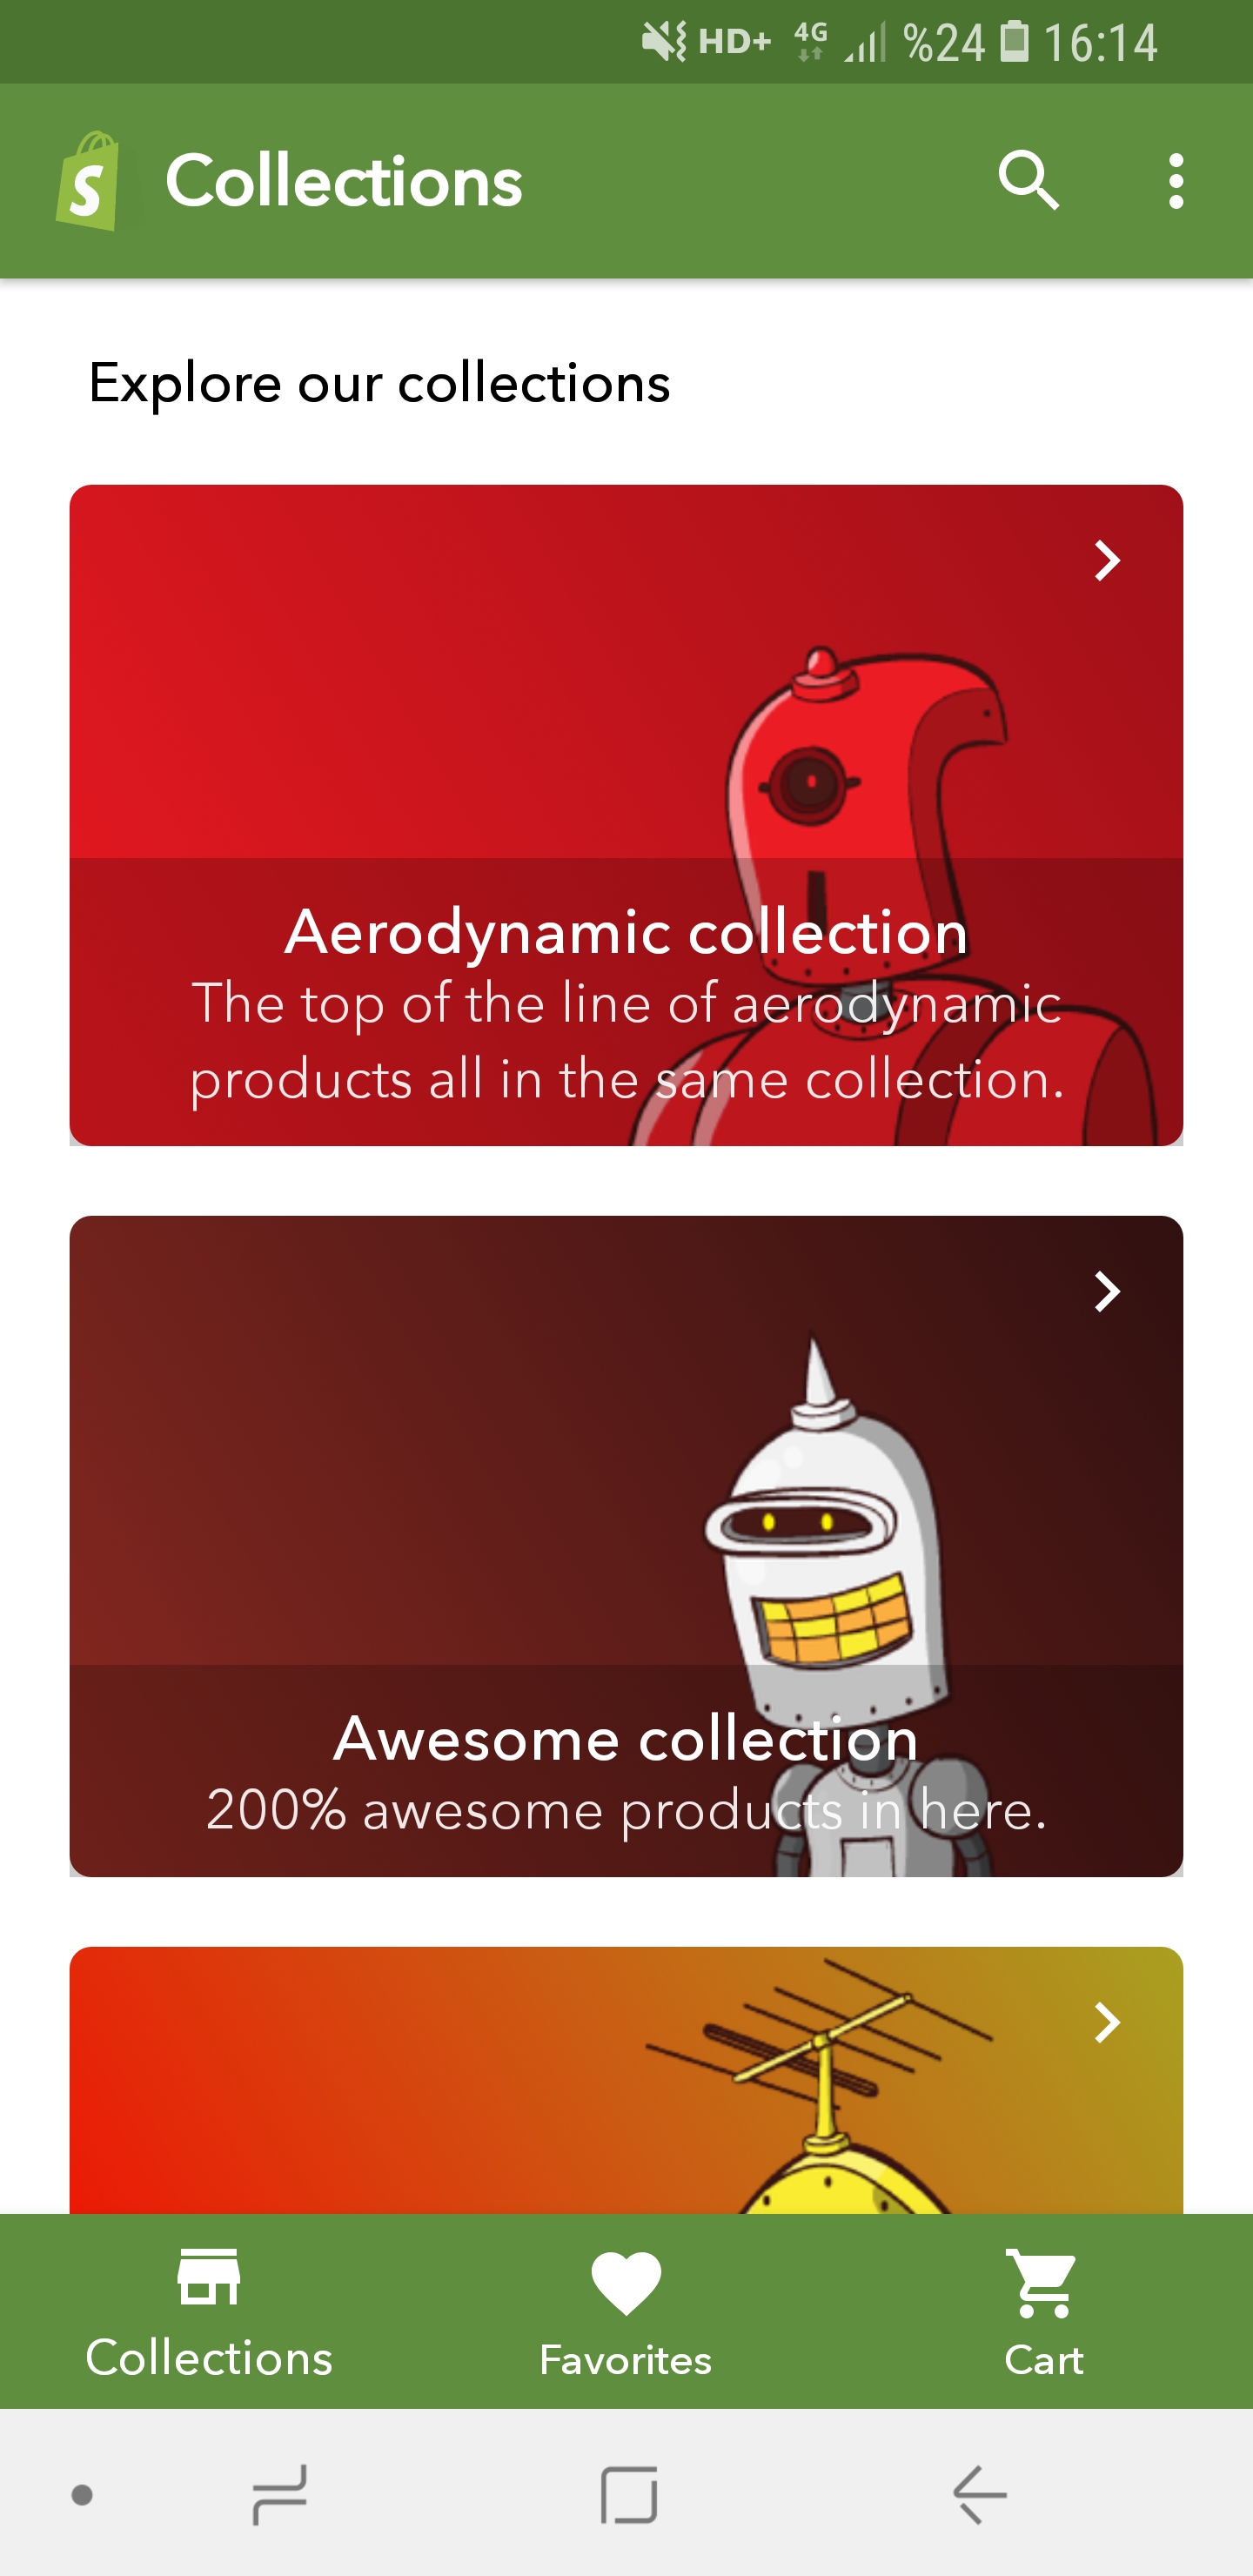 HD+ 4G %24 16:14
S Collections
Explore our collections
Aerodynamic collection
The top of the line of aerodynamic
products all in the same collection.
Awesome collection
200% awesome products in here.
Collections Favorites Cart